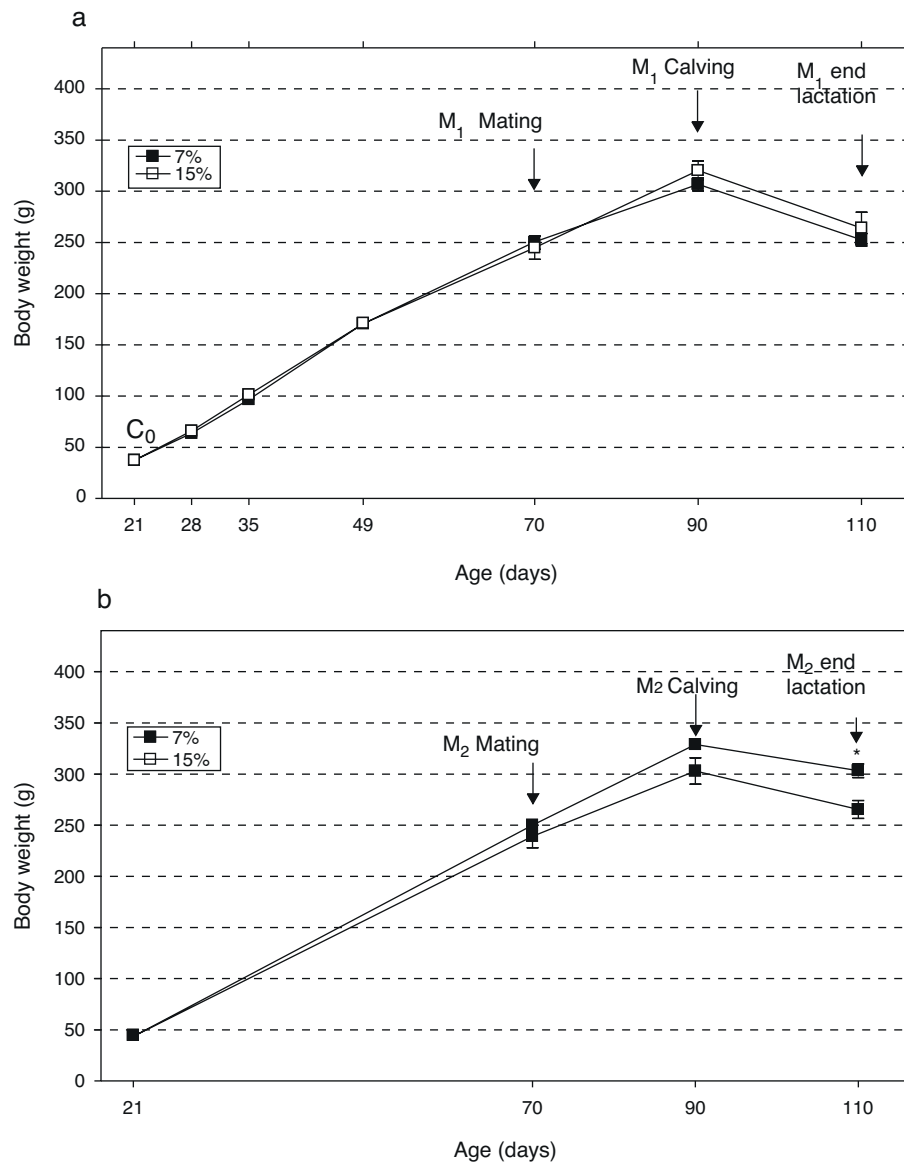 a
M1 Calving
M1 end
lactation
M1 Mating
400
350
300
250
200
150
100
50
0
7%
15%
C0
Body weight (g)
21 28 35 49 70 90 110
Age (days)
b
M2 end
lactation
M2 Calving
M2 Mating
400
350
300
250
200
150
100
50
0
7%
15%
*
Body weight (g)
21 70 90 110
Age (days)